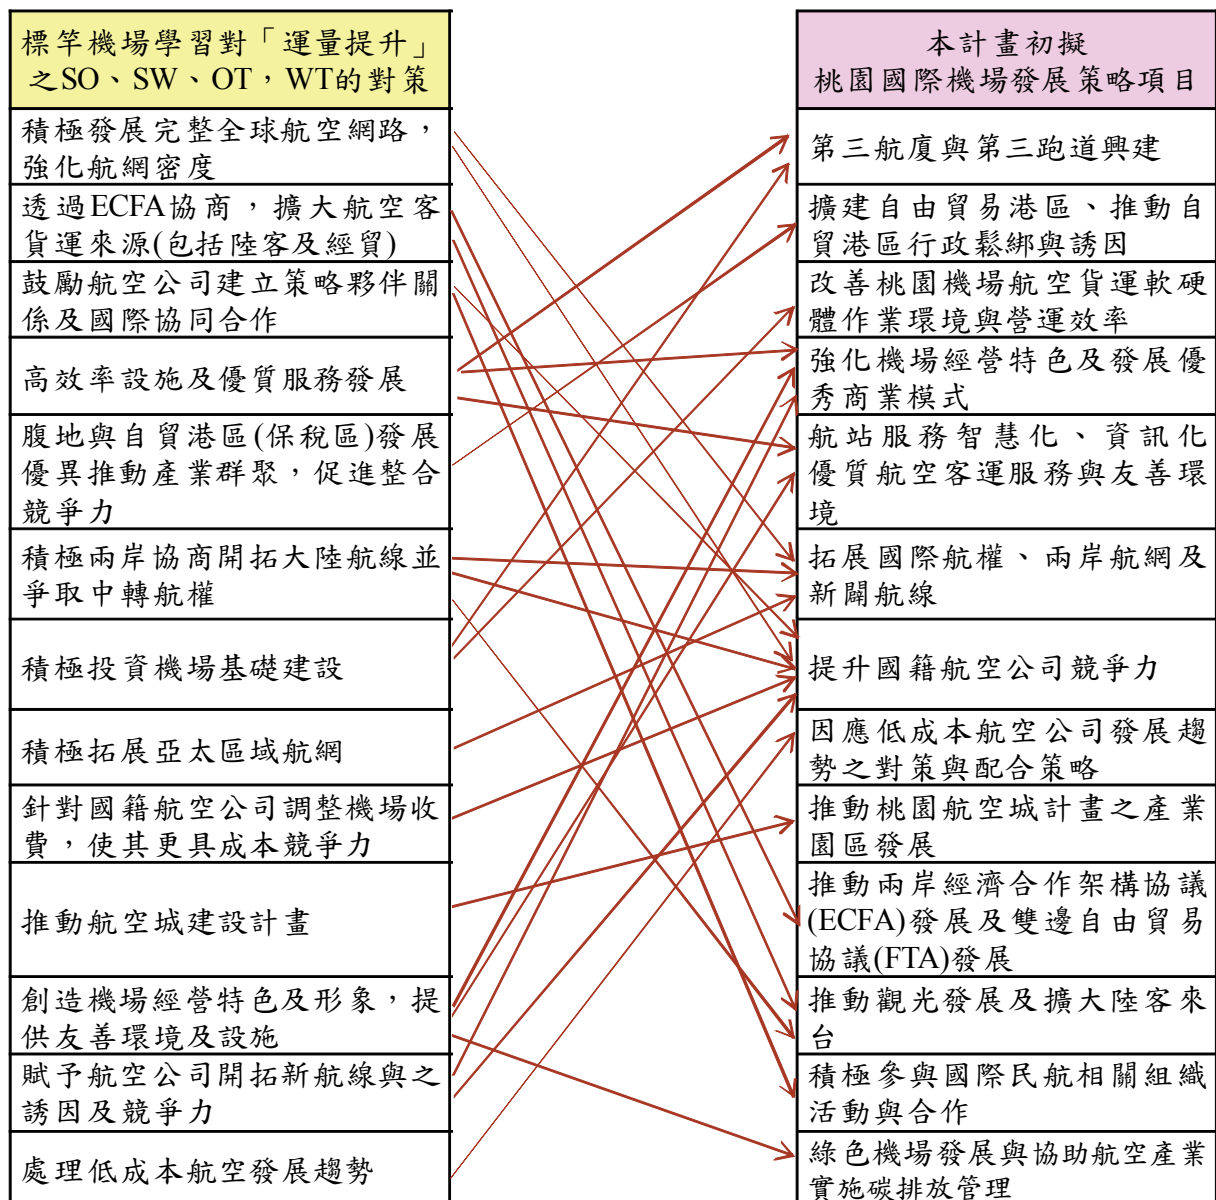 標竿機場學習對「運量提升」
之SO、SW、OT，WT的對策
積極發展完整全球航空網路，
強化航網密度
透過ECFA協商，擴大航空客
貨運來源(包括陸客及經貿)
鼓勵航空公司建立策略夥伴關
係及國際協同合作
高效率設施及優質服務發展
腹地與自貿港區(保稅區)發展
優異推動產業群聚，促進整合
競爭力
積極兩岸協商開拓大陸航線並
爭取中轉航權
積極投資機場基礎建設
積極拓展亞太區域航網
針對國籍航空公司調整機場收
費，使其更具成本競爭力
推動航空城建設計畫
創造機場經營特色及形象，提
供友善環境及設施
賦予航空公司開拓新航線與之
誘因及競爭力
處理低成本航空發展趨勢
本計畫初擬
桃園國際機場發展策略項目
第三航廈與第三跑道興建
擴建自由貿易港區、推動自
貿港區行政鬆綁與誘因
改善桃園機場航空貨運軟硬
體作業環境與營運效率
強化機場經營特色及發展優
秀商業模式
航站服務智慧化、資訊化
優質航空客運服務與友善環
境
拓展國際航權、兩岸航網及
新闢航線
提升國籍航空公司競爭力
因應低成本航空公司發展趨
勢之對策與配合策略
推動桃園航空城計畫之產業
園區發展
推動兩岸經濟合作架構協議
(ECFA)發展及雙邊自由貿易
協議(FTA)發展
推動觀光發展及擴大陸客來
台
積極參與國際民航相關組織
活動與合作
綠色機場發展與協助航空產業
實施碳排放管理